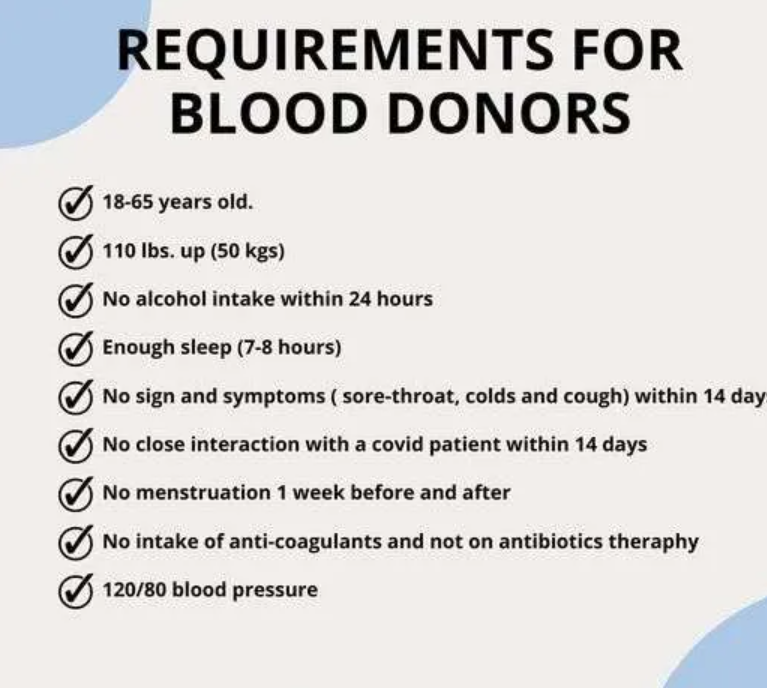 REQUIREMENTS FOR
BLOOD DONORS
18-65 years old.
110 lbs. up (50 kgs)
No alcohol intake within 24 hours
Enough sleep (7-8 hours)
No sign and symptoms ( sore-throat, colds and cough) within 14 day
No close interaction with a covid patient within 14 days
No menstruation 1 week before and after
No intake of anti-coagulants and not on antibiotics theraphy
120/80 blood pressure